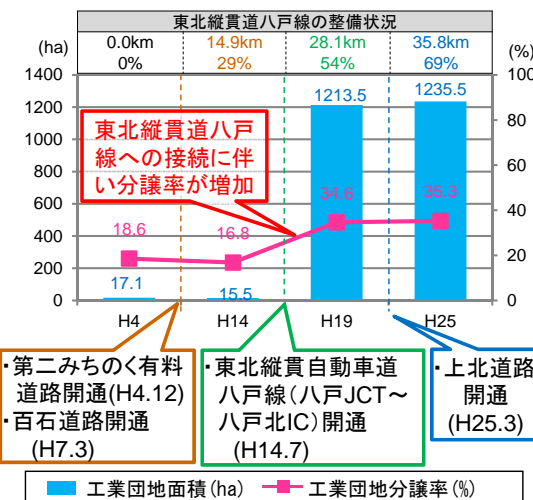 東北縦貫道八戸線の整備状況
(ha)
0.0km 14.9km 28.1km 35.8km
(%)
0% 29% 54% 69%
1400
1200
1000
800
600
400
200
0
100
80
60
40
20
0
1213.5
1235.5
東北縦貫道八戸
線への接続に伴
い分譲率が増加
18.6
16.8
34.6
35.3
17.1
15.5
H4 H14 H19 H25
・第二みちのく有料
道路開通(H4.12)
・百石道路開通
(H7.3)
・東北縦貫自動車道
八戸線(八戸JCT～
八戸北IC)開通
(H14.7)
・上北道路
開通
(H25.3)
工業団地面積(ha) 工業団地分譲率(%)